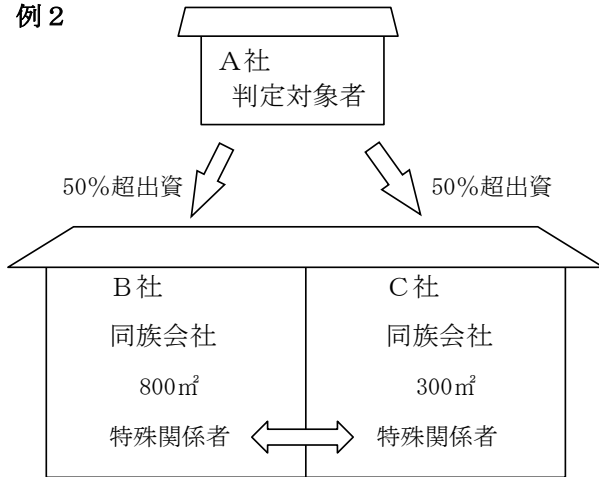 例２
Ａ社
判定対象者
50％超出資
50％超出資
Ｂ社
同族会社
800㎡
特殊関係者
Ｃ社
同族会社
300㎡
特殊関係者